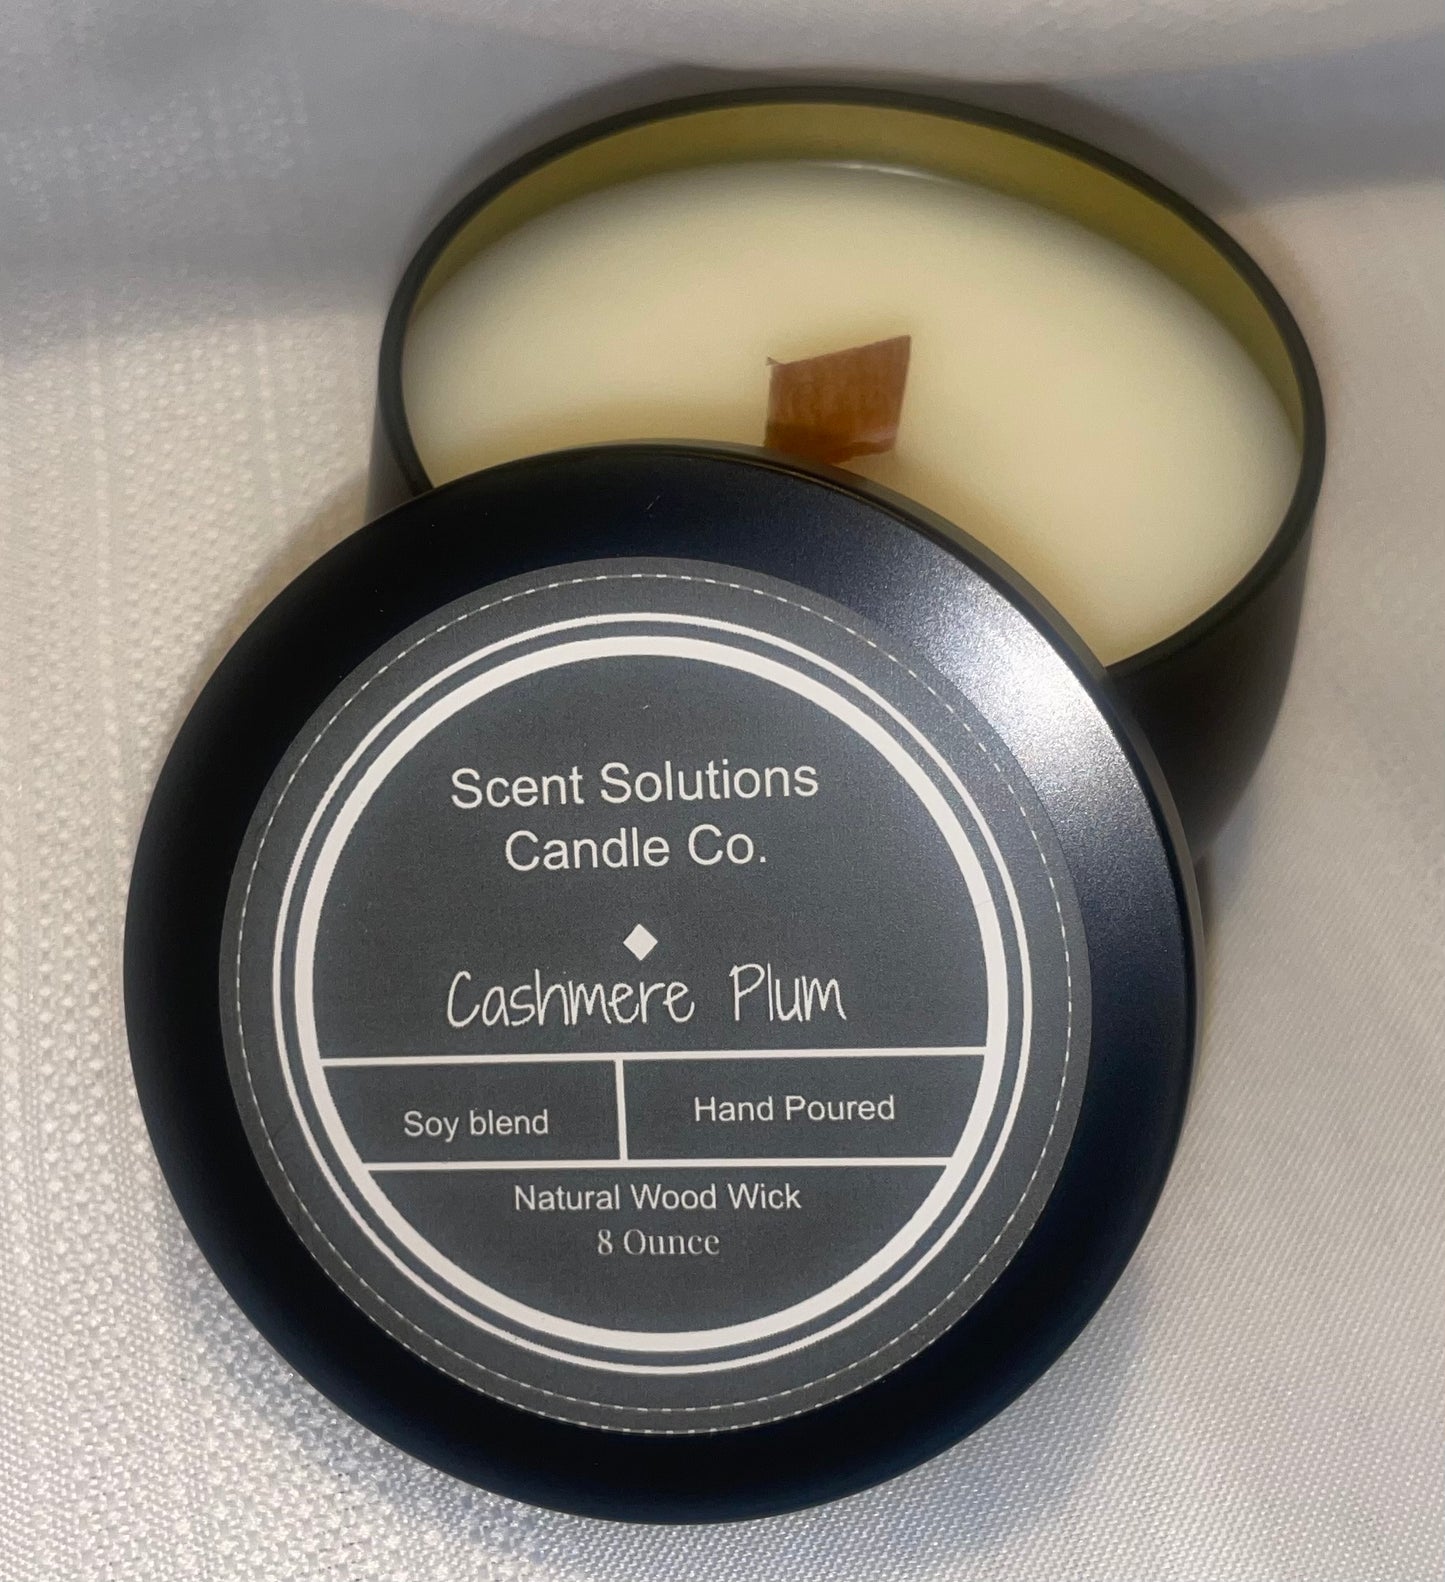 Scent Solutions
Candle Co.
Cashmere Plum
Soy blend
Hand Poured
Natural Wood Wick
8 Ounce